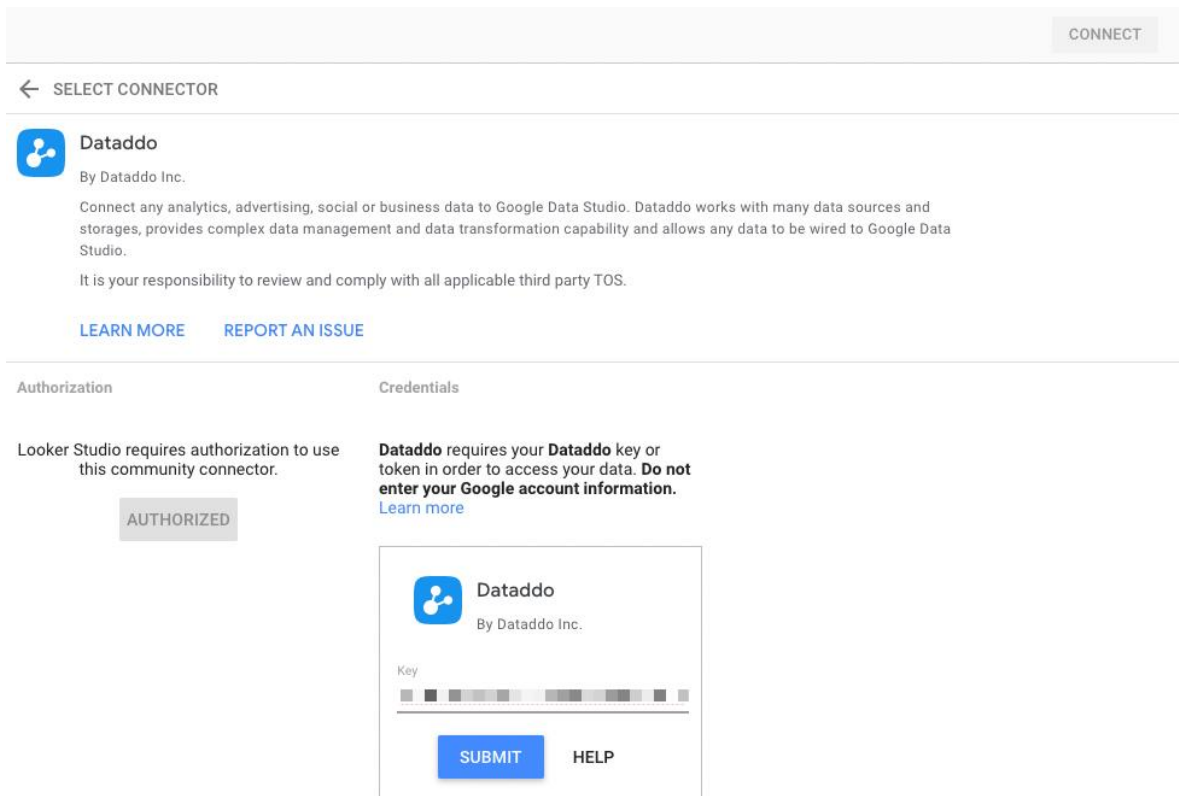 CONNECT
SELECT CONNECTOR
Dataddo
By Dataddo Inc.
Connect any analytics, advertising, social or business data to Google Data Studio. Dataddo works with many data sources and
storages, provides complex data management and data transformation capability and allows any data to be wired to Google Data
Studio.
It is your responsibility to review and comply with all applicable third party TOS.
LEARN MORE REPORT AN ISSUE
Authorization
Looker Studio requires authorization to use
this community connector.
AUTHORIZED
Credentials
Dataddo requires your Dataddo key or
token in order to access your data. Do not
enter your Google account information.
Learn more
Dataddo
By Dataddo Inc.
Key
SUBMIT HELP